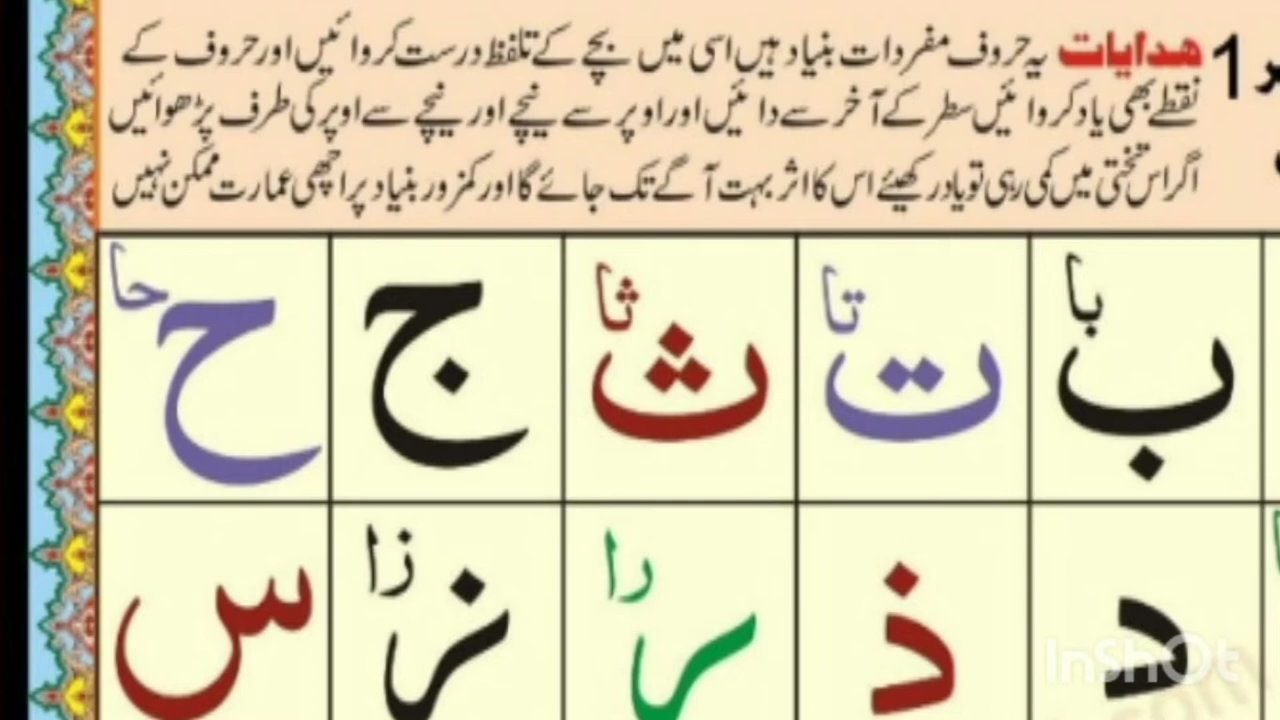 ھدایات یہ حروف مفردات بنیاد ہیں اسی میں بچے کے تلفظ درست کروائیں اور حروف کے
نقطے بھی یاد کروائیں سطر کے آخر سے دائیں اور اوپر سے نیچے اور نیچے سے اوپر کی طرف پڑھوائیں
اگر اس تختی میں کمی رہی تو یاد رکھیئے اس کا اثر بہت آگے تک جائے گا اور کمزور بنیاد پر اچھی عمارت ممکن نہیں
1
با ب تا ت ثا ث ج حا ح
د ذ را ر زا ز س
InShOt